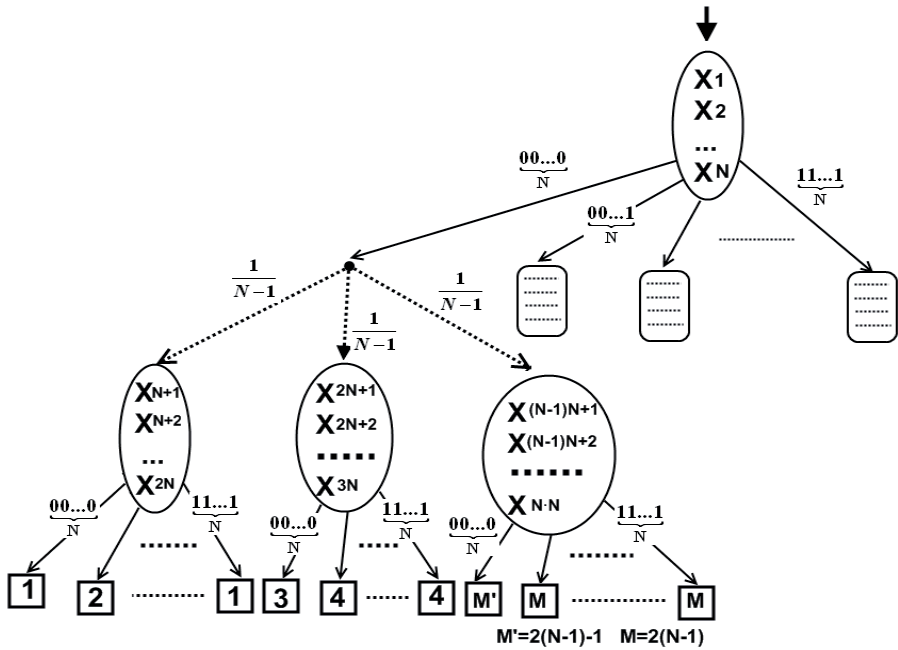 X1
X2
...
XN
00...0
N
00...1
N
11...1
N
1
N−1
1
N−1
1
N−1
XN+1
XN+2
...
X2N
X2N+1
X2N+2
......
X3N
X(N-1)N+1
X(N-1)N+2
.......
XN·N
00...0
N
11...1
N
00...0
N
11...1
N
00...0
N
11...1
N
1 2 1 3 4 4 M' M M
M'=2(N-1)-1 M=2(N-1)